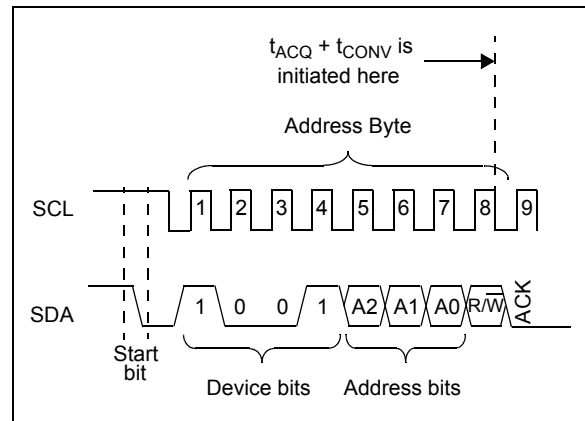 tACQ + tCONV is
initiated here
Address Byte
SCL 1 2 3 4 5 6 7 8 9
SDA 1 0 0 1 A2 A1 A0 R/W ACK
Start
bit
Device bits Address bits